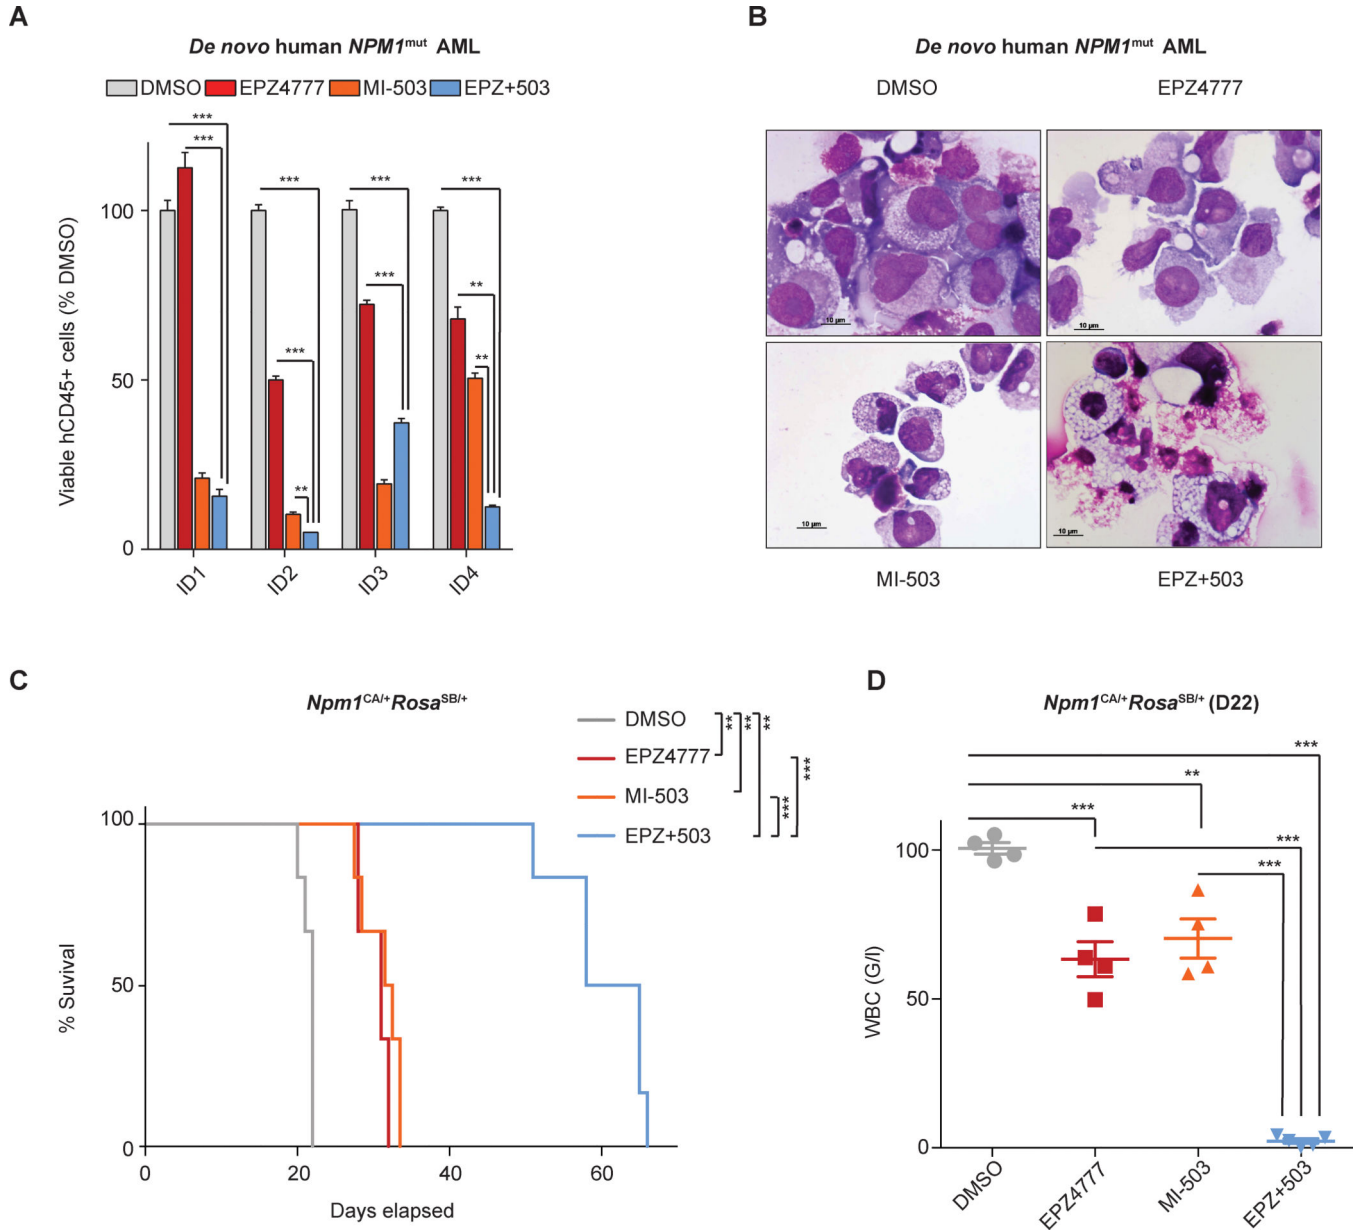 A
De novo human NPM1mut AML
DMSO EPZ4777 MI-503 EPZ+503
***
***
***
***
***
***
***
**
**
**
100
50
0
Viable hCD45+ cells (% DMSO)
ID1 ID2 ID3 ID4
B
De novo human NPM1mut AML
DMSO EPZ4777
10 µm
10 µm
10 µm
10 µm
MI-503 EPZ+503
C
Npm1CA/+RosaSB/+
DMSO
EPZ4777
MI-503
EPZ+503
** ** ** *** ***
100
50
0
% Suvival
0 20 40 60
Days elapsed
D
Npm1CA/+RosaSB/+ (D22)
***
**
***
***
***
100
50
0
WBC (G/l)
DMSO EPZ4777 MI-503 EPZ+503